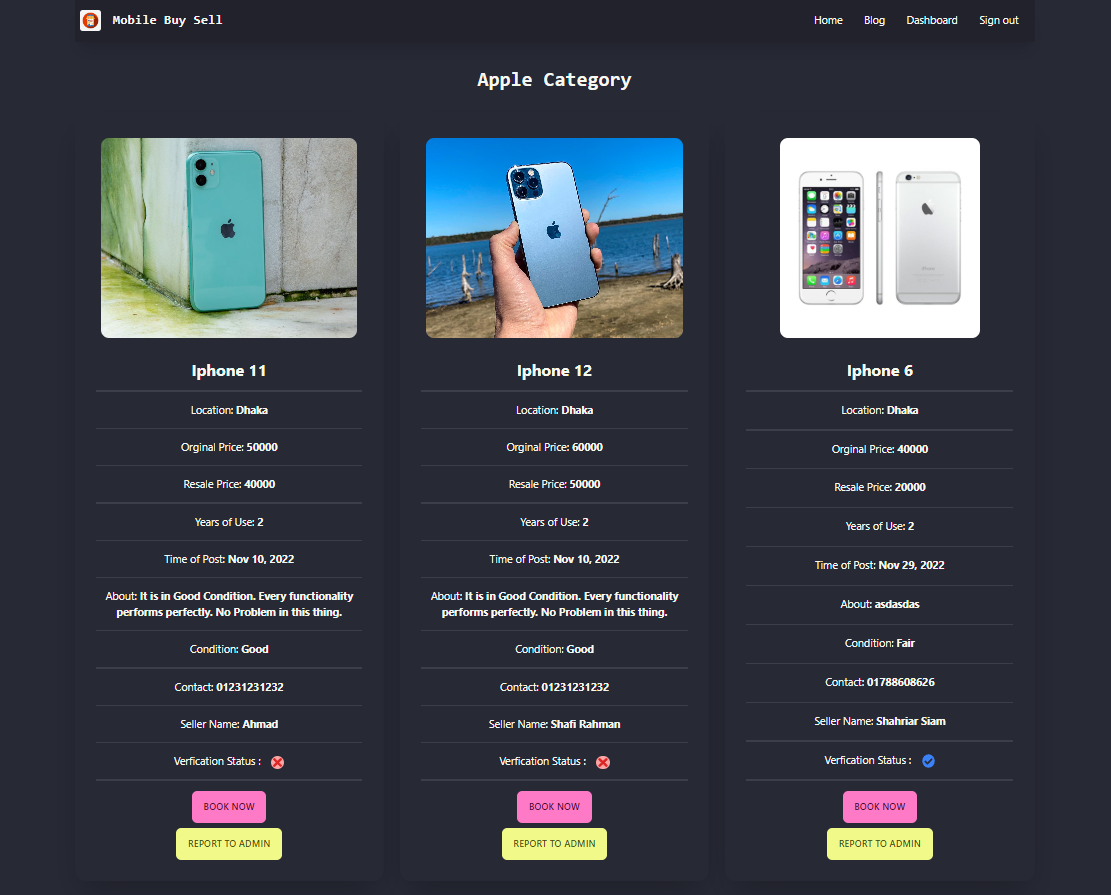 Mobile Buy Sell
Home Blog Dashboard Sign out
Apple Category
Iphone 11
Location: Dhaka
Orginal Price: 50000
Resale Price: 40000
Years of Use: 2
Time of Post: Nov 10, 2022
About: It is in Good Condition. Every functionality
performs perfectly. No Problem in this thing.
Condition: Good
Contact: 01231231232
Seller Name: Ahmad
Verfication Status :
BOOK NOW
REPORT TO ADMIN
Iphone 12
Location: Dhaka
Orginal Price: 60000
Resale Price: 50000
Years of Use: 2
Time of Post: Nov 10, 2022
About: It is in Good Condition. Every functionality
performs perfectly. No Problem in this thing.
Condition: Good
Contact: 01231231232
Seller Name: Shafi Rahman
Verfication Status :
BOOK NOW
REPORT TO ADMIN
Iphone 6
Location: Dhaka
Orginal Price: 40000
Resale Price: 20000
Years of Use: 2
Time of Post: Nov 29, 2022
About: asdasdas
Condition: Fair
Contact: 01788608626
Seller Name: Shahriar Siam
Verfication Status :
BOOK NOW
REPORT TO ADMIN